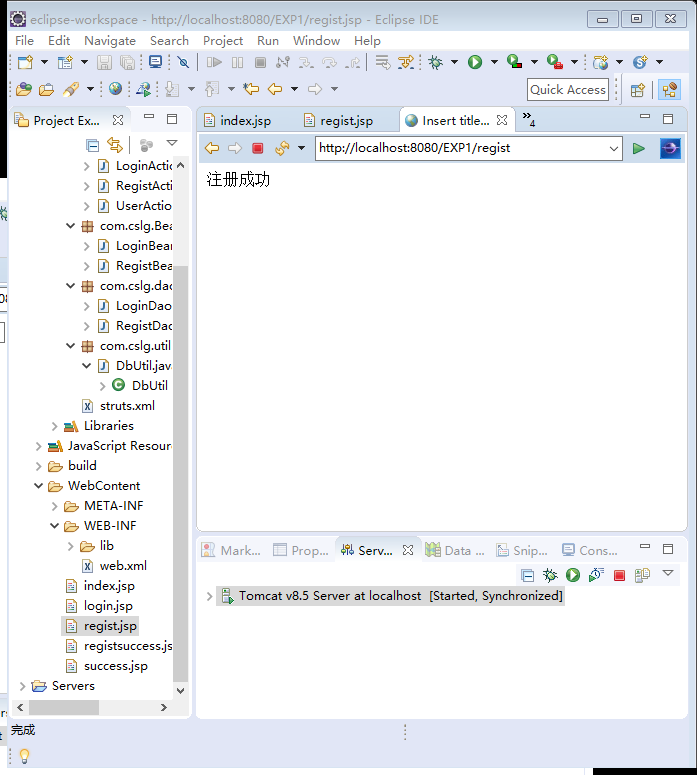 eclipse-workspace - http://localhost:8080/EXP1/regist.jsp - Eclipse IDE
File Edit Navigate Search Project Run Window Help
Quick Access
Project Ex...
LoginActio
RegistActi
UserActio
com.cslg.Bea
LoginBear
RegistBea
com.cslg.dao
LoginDao
RegistDac
com.cslg.util
DbUtil.java
DbUtil
struts.xml
Libraries
JavaScript Resour
build
WebContent
META-INF
WEB-INF
lib
web.xml
index.jsp
login.jsp
regist.jsp
registsuccess.js
success.jsp
Servers
index.jsp regist.jsp Insert title... »4
http://localhost:8080/EXP1/regist
注册成功
Mark... Prop... Serv... Data ... Snip... Cons...
Tomcat v8.5 Server at localhost [Started, Synchronized]
完成